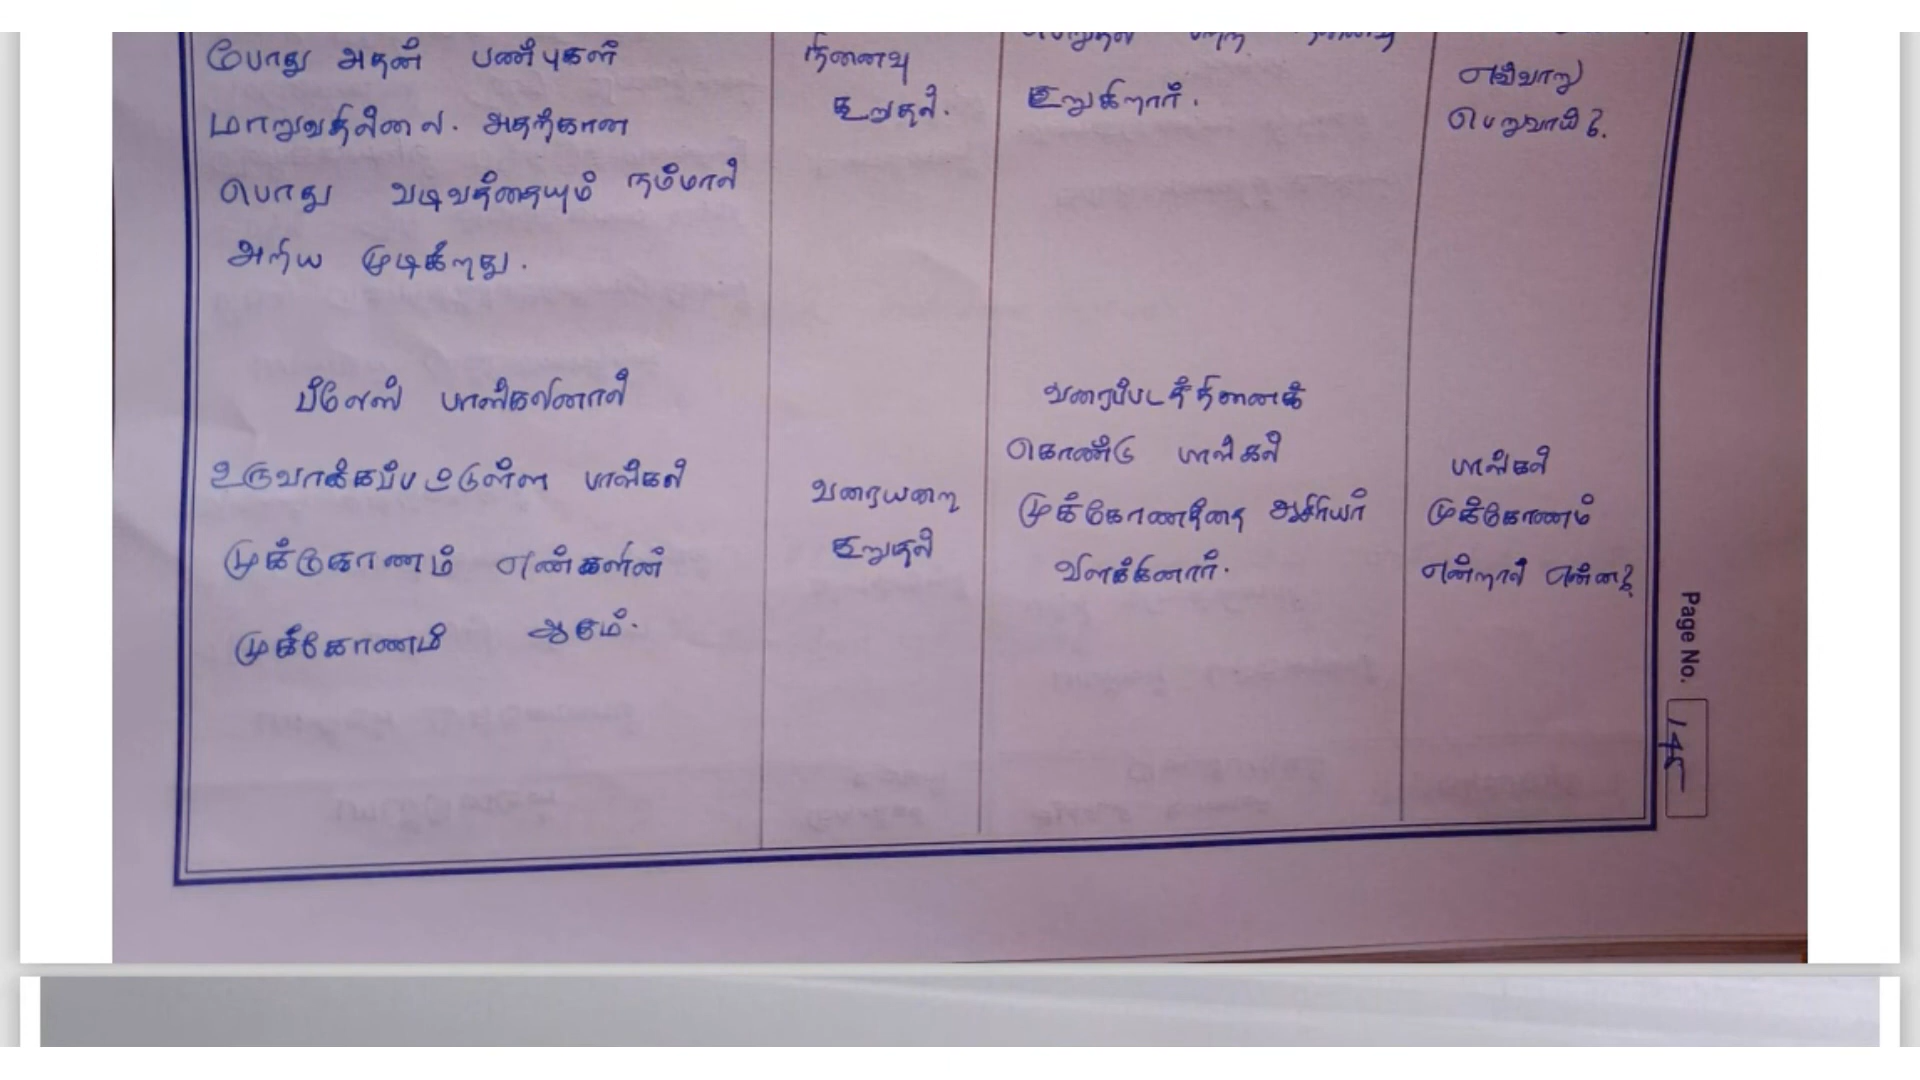 போது அதன் பண்புகள்
மாறுவதில்லை. அதற்கான
பொது வடிவத்தையும் நம்மால்
அறிய முடிகிறது.
நினைவு
கூறுதல்.
கூறுகிறார்.
எவ்வாறு
பெறுவாய்?
பிலேஸ் பாஸ்கலினால்
உருவாக்கப்பட்டுள்ள பாஸ்கல்
முக்கோணம் எண்களின்
முக்கோணம் ஆகும்.
வரையறை
கூறுதல்
வரைப்படத்தினைக்
கொண்டு பாஸ்கல்
முக்கோணத்தை ஆசிரியர்
விளக்கினார்.
பாஸ்கல்
முக்கோணம்
என்றால் என்ன?
Page No. 145